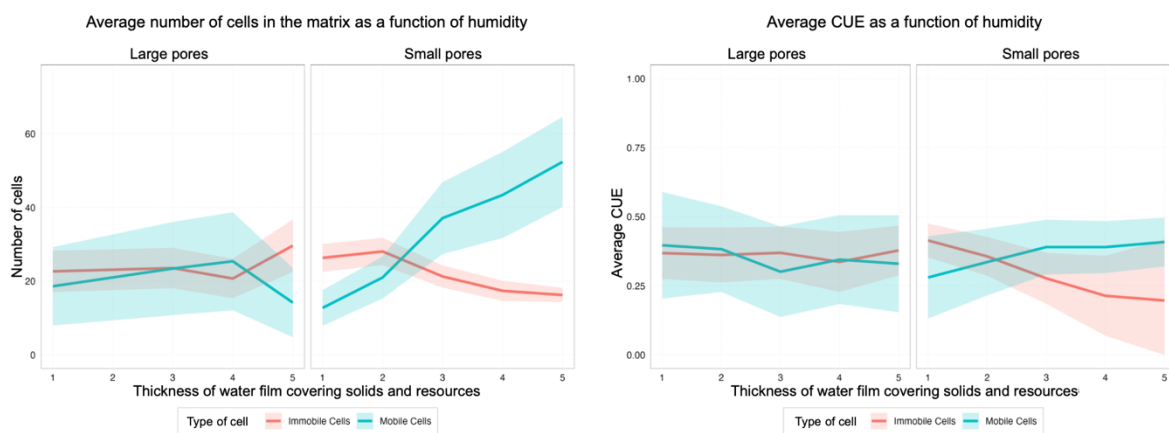 Average number of cells in the matrix as a function of humidity
Large pores
Small pores
Number of cells
60
40
20
0
1 2 3 4 5
1 2 3 4 5
Thickness of water film covering solids and resources
Type of cell Immobile Cells Mobile Cells
Average CUE as a function of humidity
Large pores
Small pores
Average CUE
1.00
0.75
0.50
0.25
0.00
1 2 3 4 5
1 2 3 4 5
Thickness of water film covering solids and resources
Type of cell Immobile Cells Mobile Cells